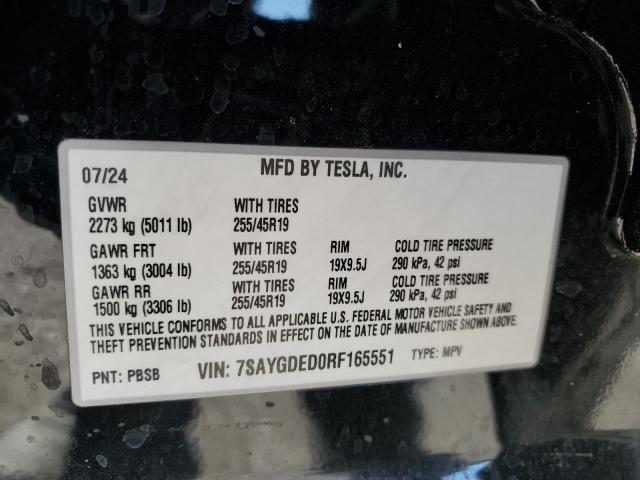 07/24 MFD BY TESLA, INC.
GVWR WITH TIRES
2273 kg (5011 lb) 255/45R19
GAWR FRT WITH TIRES RIM COLD TIRE PRESSURE
1363 kg (3004 lb) 255/45R19 19X9.5J 290 kPa, 42 psi
GAWR RR WITH TIRES RIM COLD TIRE PRESSURE
1500 kg (3306 lb) 255/45R19 19X9.5J 290 kPa, 42 psi
THIS VEHICLE CONFORMS TO ALL APPLICABLE U.S. FEDERAL MOTOR VEHICLE SAFETY AND
THEFT PREVENTION STANDARDS IN EFFECT ON THE DATE OF MANUFACTURE SHOWN ABOVE.
PNT: PBSB VIN: 7SAYGDED0RF165551 TYPE: MPV